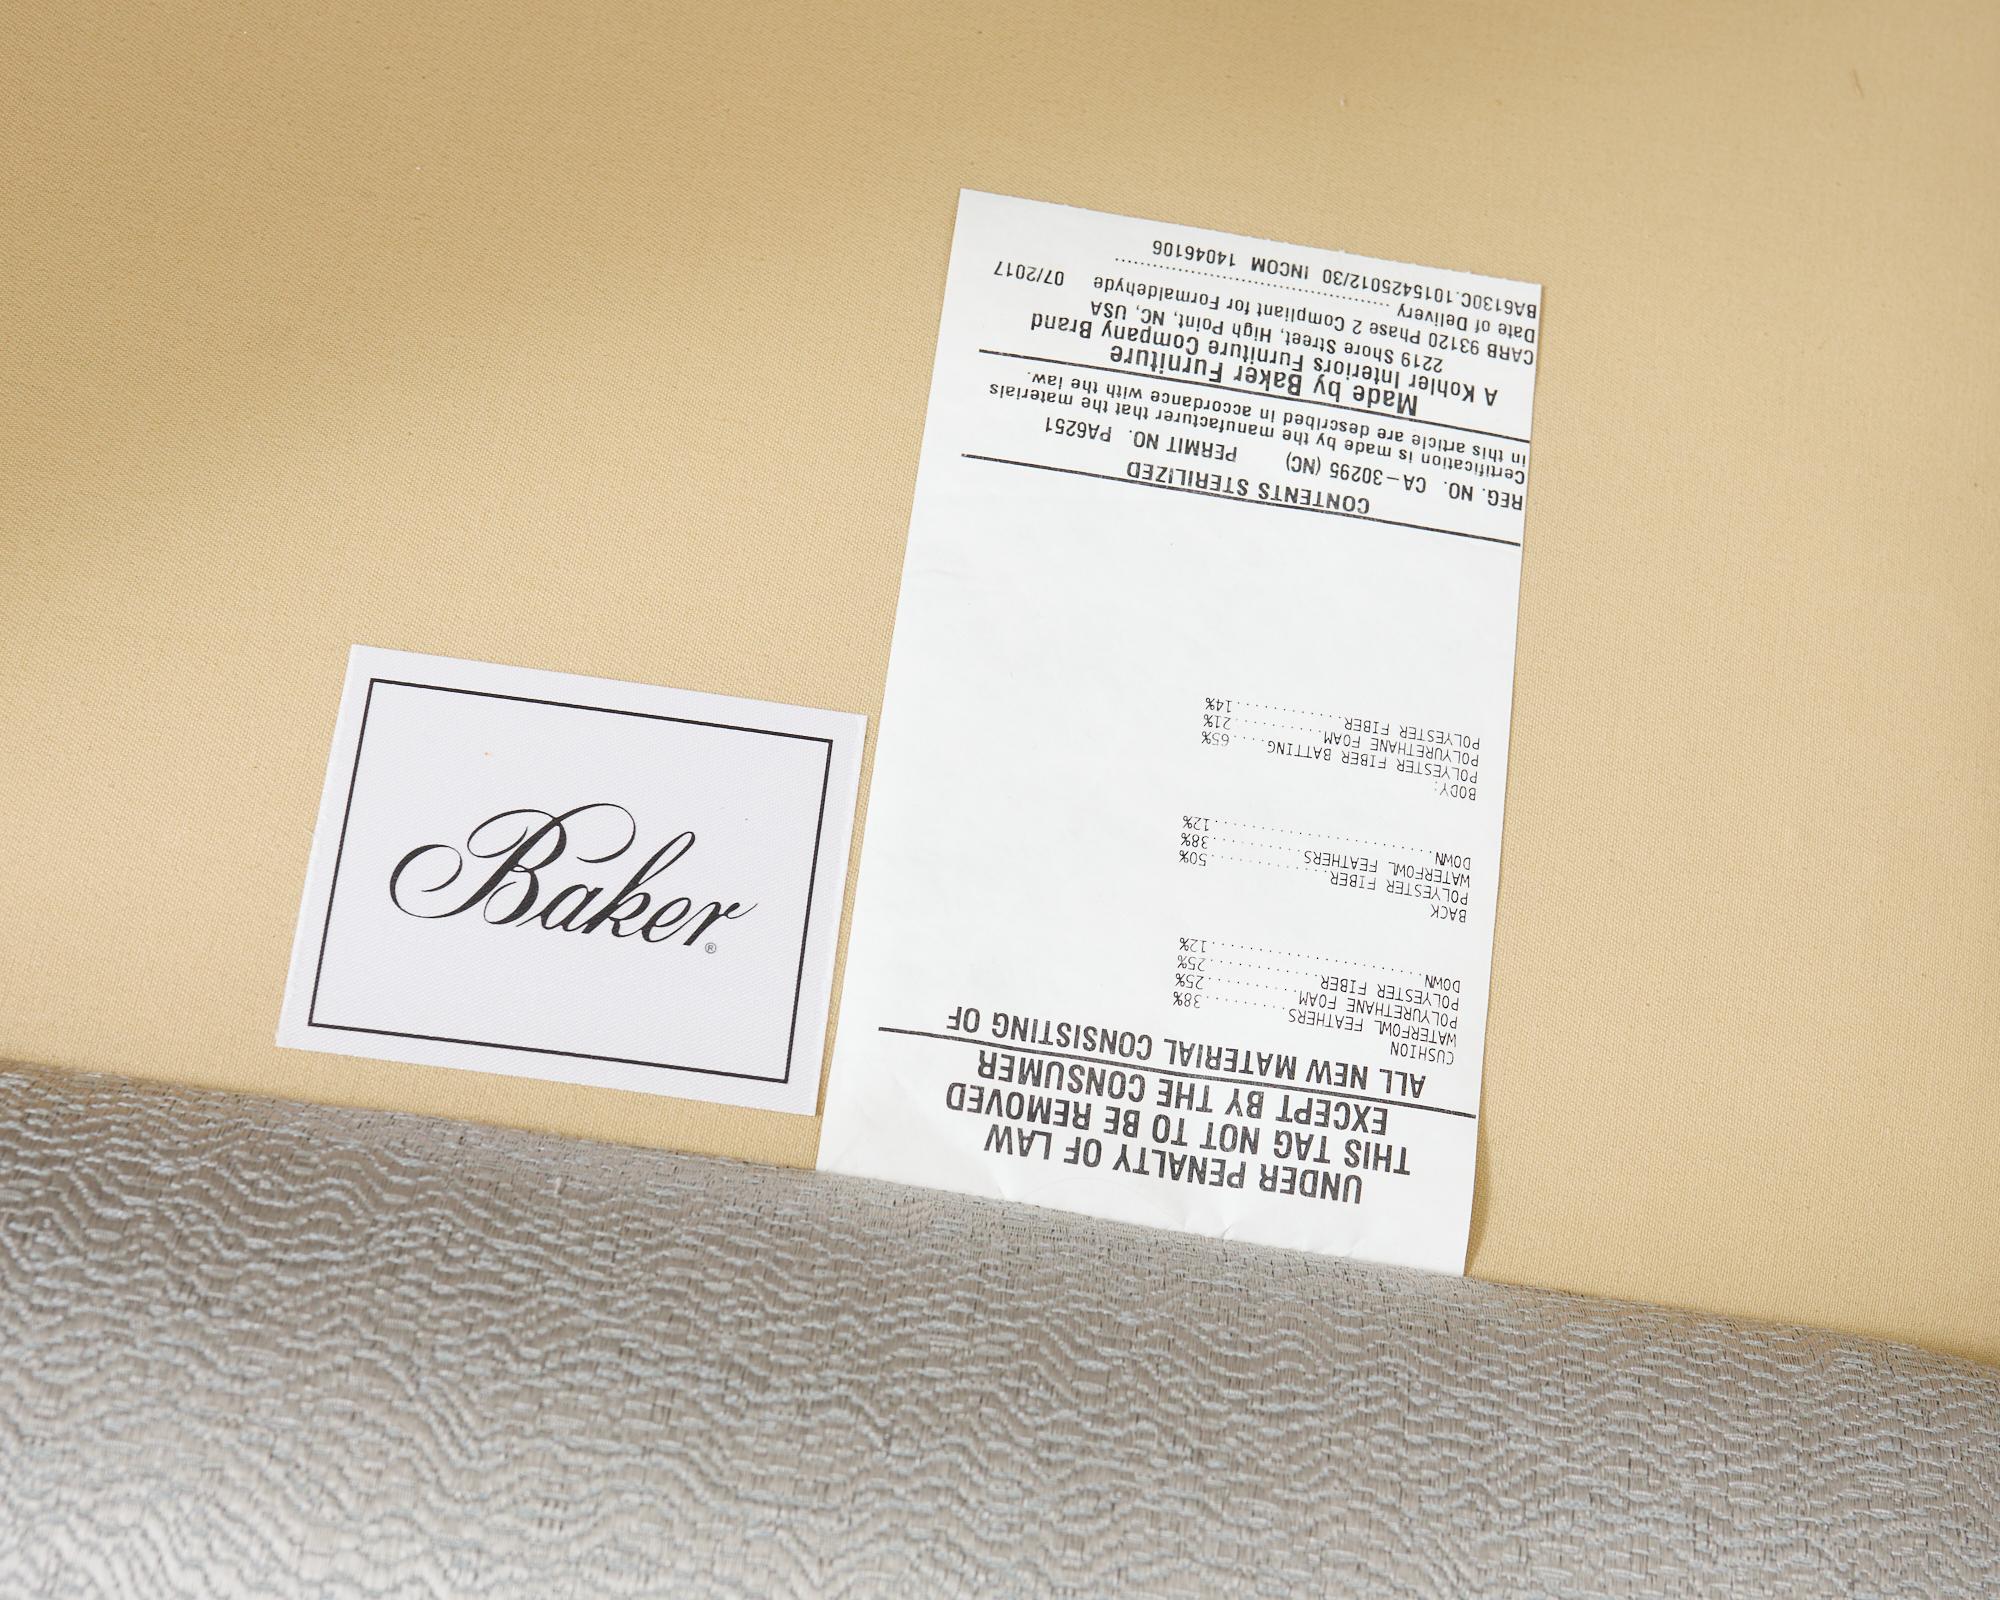 Baker®
UNDER PENALTY OF LAW
THIS TAG NOT TO BE REMOVED
EXCEPT BY THE CONSUMER
ALL NEW MATERIAL CONSISTING OF
CUSHION
WATERFOWL FEATHERS..........38%
POLYURETHANE FOAM...........25%
POLYESTER FIBER.............25%
DOWN........................12%
BACK
POLYESTER FIBER.............50%
WATERFOWL FEATHERS..........38%
DOWN........................12%
BODY:
POLYESTER FIBER BATTING.....65%
POLYURETHANE FOAM...........21%
POLYESTER FIBER.............14%
CONTENTS STERILIZED
REG. NO. CA-30295 (NC) PERMIT NO. PA6251
Certification is made by the manufacturer that the materials
in this article are described in accordance with the law.
Made by Baker Furniture
A Kohler Interiors Furniture Company Brand
2219 Shore Street, High Point, NC, USA
CARB 93120 Phase 2 Compliant for Formaldehyde 07/2017
Date of Delivery ........................................
BA6130C.1015425012/30 INCOM 14046106